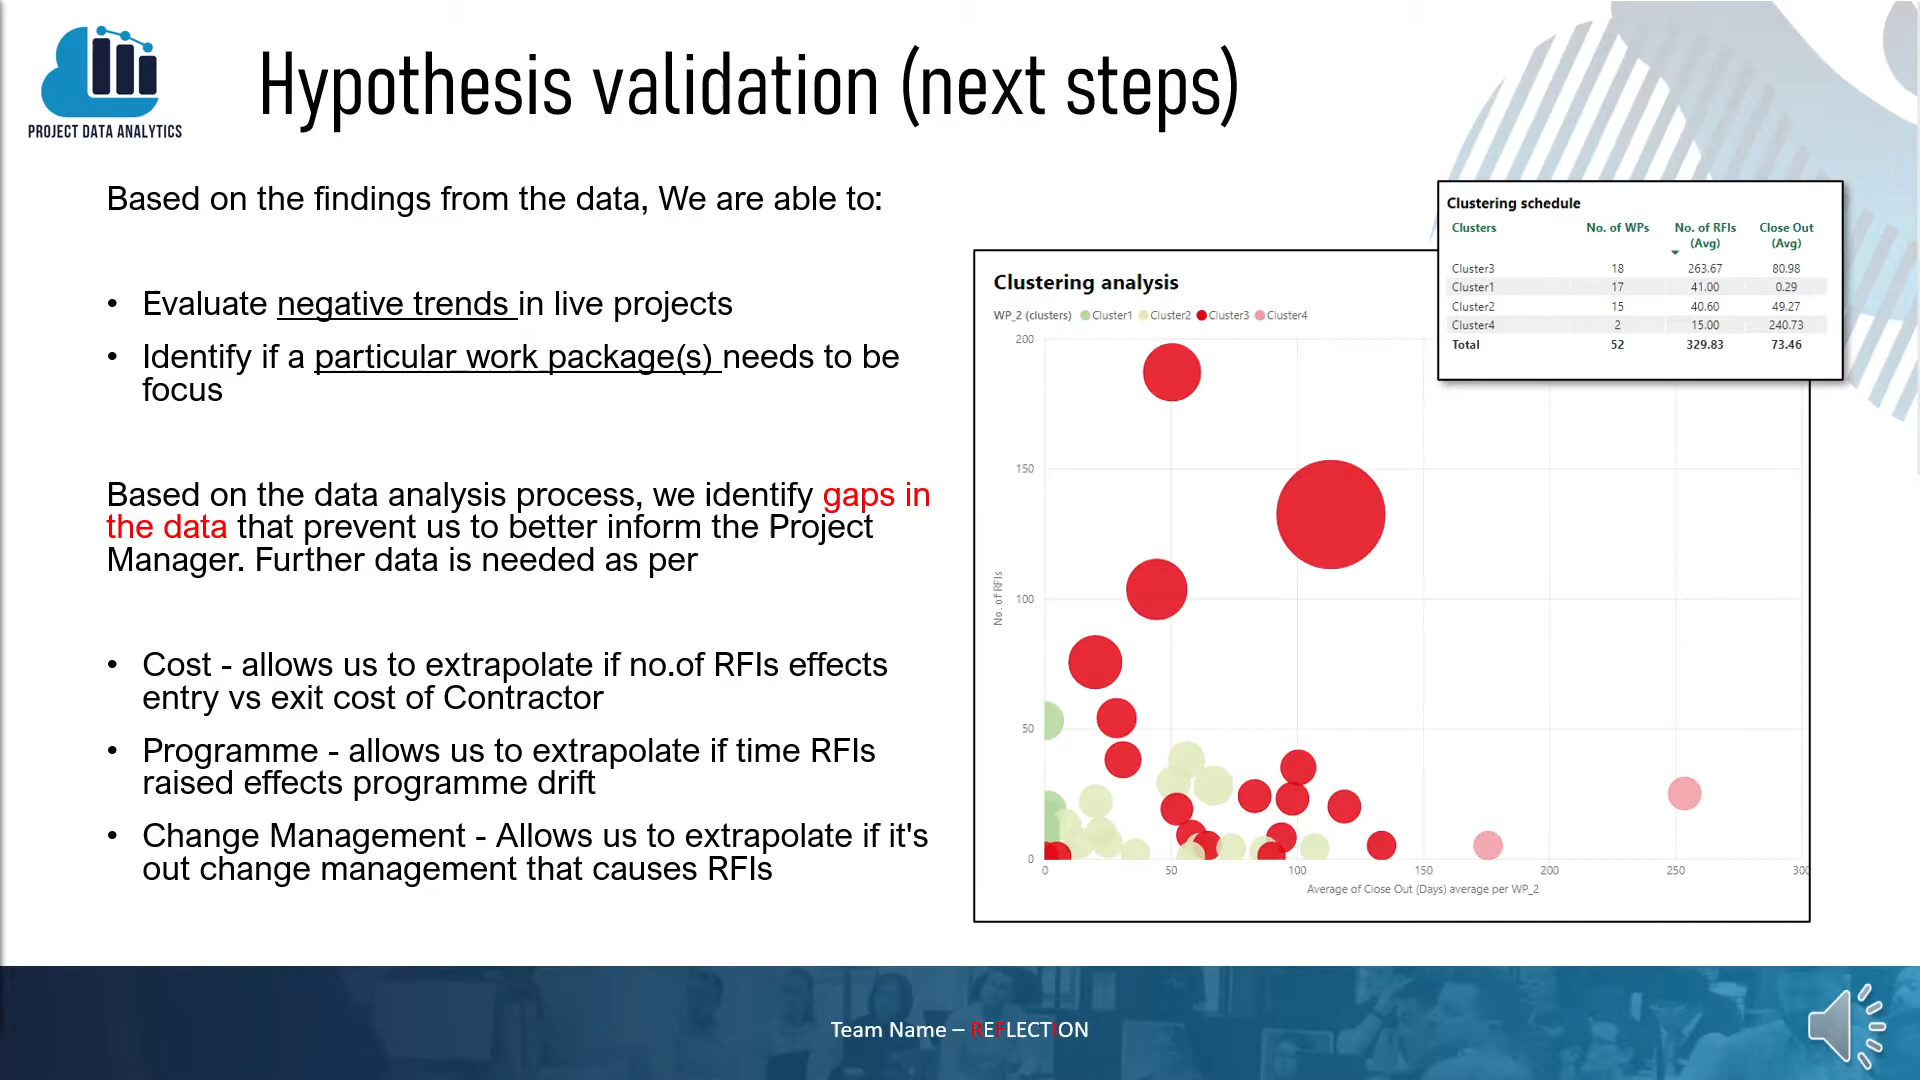 PROJECT DATA ANALYTICS
Hypothesis validation (next steps)
Based on the findings from the data, We are able to:
• Evaluate negative trends in live projects
• Identify if a particular work package(s) needs to be
focus
Based on the data analysis process, we identify gaps in
the data that prevent us to better inform the Project
Manager. Further data is needed as per
• Cost - allows us to extrapolate if no.of RFIs effects
entry vs exit cost of Contractor
• Programme - allows us to extrapolate if time RFIs
raised effects programme drift
• Change Management - Allows us to extrapolate if it's
out change management that causes RFIs
Clustering schedule
Clusters No. of WPs No. of RFIs (Avg) Close Out (Avg)
Cluster3 18 263.67 80.98
Cluster1 17 41.00 0.29
Cluster2 15 40.60 49.27
Cluster4 2 15.00 240.73
Total 52 329.83 73.46
Clustering analysis
WP_2 (clusters) Cluster1 Cluster2 Cluster3 Cluster4
200
150
100
50
0
No. of RFIs
0 50 100 150 200 250 300
Average of Close Out (Days) average per WP_2
Team Name – REFLECTION